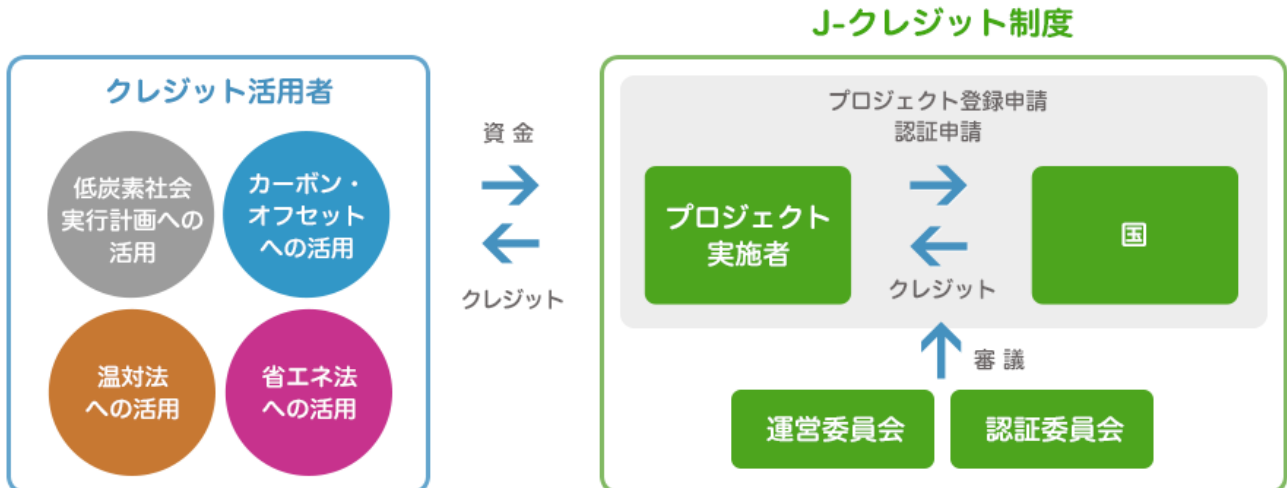 J-クレジット制度
クレジット活用者
低炭素社会
実行計画への
活用
カーボン・
オフセット
への活用
温対法
への活用
省エネ法
への活用
資金
クレジット
プロジェクト登録申請
認証申請
プロジェクト
実施者
国
クレジット
審議
運営委員会
認証委員会